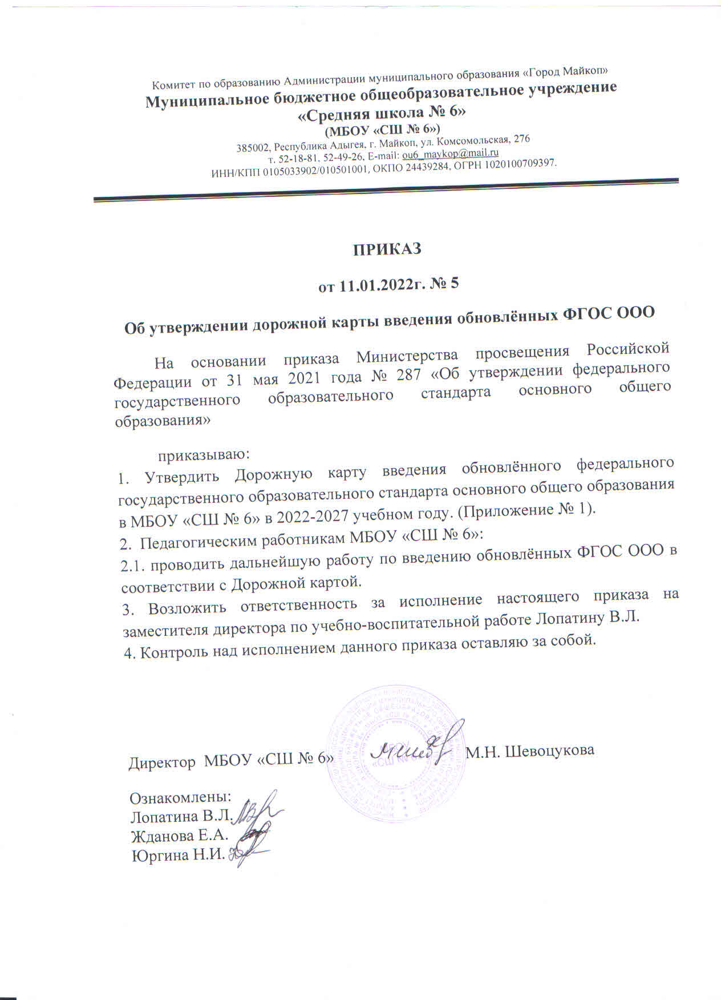 Комитет по образованию Администрации муниципального образования «Город Майкоп»
Муниципальное бюджетное общеобразовательное учреждение
«Средняя школа № 6»
(МБОУ «СШ № 6»)
385002, Республика Адыгея, г. Майкоп, ул. Комсомольская, 276
т. 52-18-81, 52-49-26, E-mail: ou6_maykop@mail.ru
ИНН/КПП 0105033902/010501001, ОКПО 24439284, ОГРН 1020100709397.
ПРИКАЗ
от 11.01.2022г. № 5
Об утверждении дорожной карты введения обновлённых ФГОС ООО
На основании приказа Министерства просвещения Российской
Федерации от 31 мая 2021 года № 287 «Об утверждении федерального
государственного образовательного стандарта основного общего
образования»
приказываю:
1. Утвердить Дорожную карту введения обновлённого федерального
государственного образовательного стандарта основного общего образования
в МБОУ «СШ № 6» в 2022-2027 учебном году. (Приложение № 1).
2. Педагогическим работникам МБОУ «СШ № 6»:
2.1. проводить дальнейшую работу по введению обновлённых ФГОС ООО в
соответствии с Дорожной картой.
3. Возложить ответственность за исполнение настоящего приказа на
заместителя директора по учебно-воспитательной работе Лопатину В.Л.
4. Контроль над исполнением данного приказа оставляю за собой.
Директор МБОУ «СШ № 6» М.Н. Шевоцукова
МБОУ
«СШ № 6»
Ознакомлены:
Лопатина В.Л.
Жданова Е.А.
Юргина Н.И.